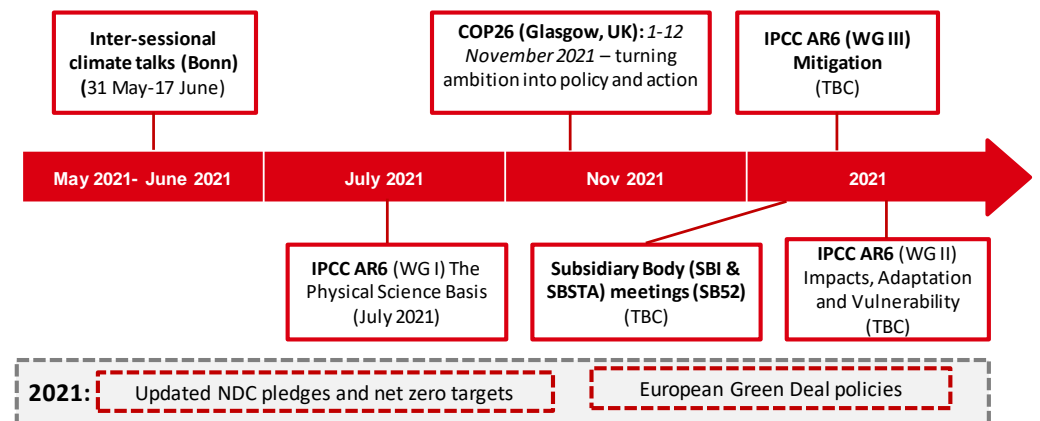 Inter-sessional
climate talks (Bonn)
(31 May-17 June)
COP26 (Glasgow, UK): 1-12
November 2021 – turning
ambition into policy and action
IPCC AR6 (WG III)
Mitigation
(TBC)
May 2021- June 2021
July 2021
Nov 2021
2021
IPCC AR6 (WG I) The
Physical Science Basis
(July 2021)
Subsidiary Body (SBI &
SBSTA) meetings (SB52)
(TBC)
IPCC AR6 (WG II)
Impacts, Adaptation
and Vulnerability
(TBC)
2021:
Updated NDC pledges and net zero targets
European Green Deal policies